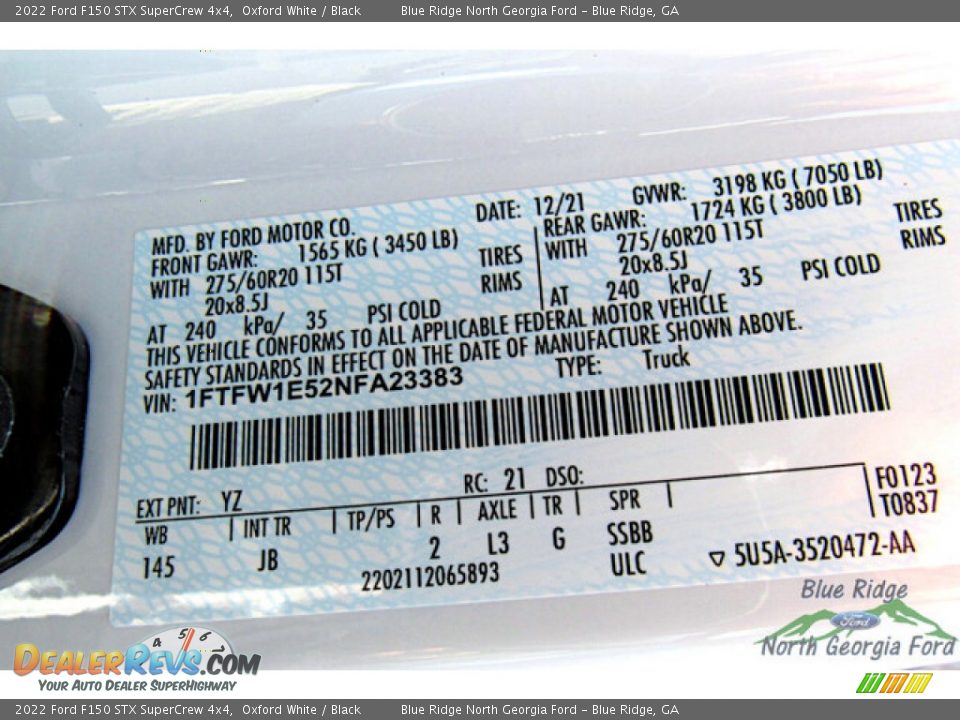 2022 Ford F150 STX SuperCrew 4x4, Oxford White / Black Blue Ridge North Georgia Ford - Blue Ridge, GA
MFD. BY FORD MOTOR CO. DATE: 12/21 GVWR: 3198 KG ( 7050 LB)
FRONT GAWR: 1565 KG ( 3450 LB) REAR GAWR: 1724 KG ( 3800 LB)
WITH 275/60R20 115T TIRES WITH 275/60R20 115T TIRES
20x8.5J RIMS 20x8.5J RIMS
AT 240 kPa/ 35 PSI COLD AT 240 kPa/ 35 PSI COLD
THIS VEHICLE CONFORMS TO ALL APPLICABLE FEDERAL MOTOR VEHICLE
SAFETY STANDARDS IN EFFECT ON THE DATE OF MANUFACTURE SHOWN ABOVE.
VIN: 1FTFW1E52NFA23383 TYPE: Truck
EXT PNT: YZ RC: 21 DSO: F0123
WB INT TR TP/PS R AXLE TR SPR T0837
145 JB 2 L3 G SSBB
2202112065893 ULC ▽ 5U5A-3520472-AA
Blue Ridge
Ford
North Georgia Ford
4 5 6
DealerRevs.com
Your Auto Dealer SuperHighway
2022 Ford F150 STX SuperCrew 4x4, Oxford White / Black Blue Ridge North Georgia Ford - Blue Ridge, GA